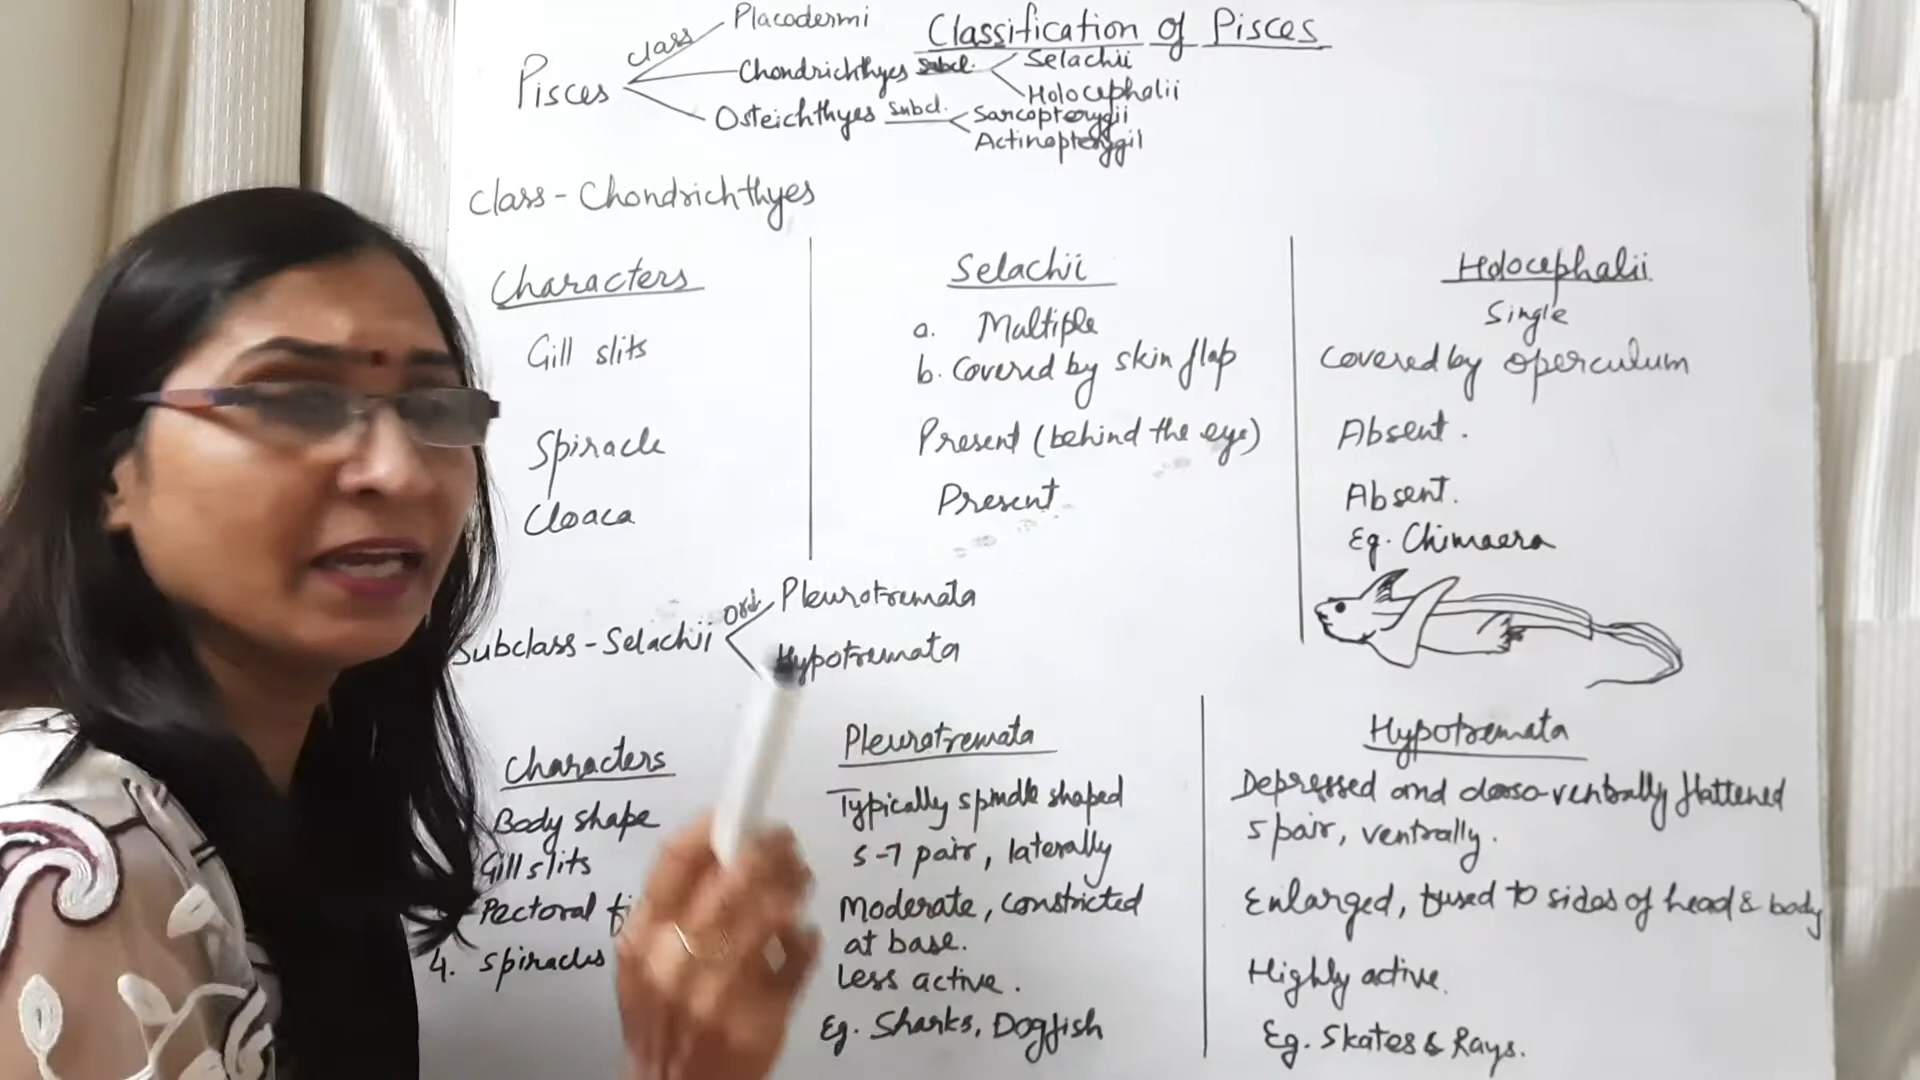 Classification of Pisces
Pisces class Placodermi
Chondrichthyes Subcl. Selachii
Holocephalii
Osteichthyes Subcl. Sarcopterygii
Actinopterygii
Class - Chondrichthyes
Characters Selachii Holocephalii
Gill slits a. Multiple Single
b. Covered by skin flap Covered by operculum
Spiracle Present (behind the eye) Absent.
Cloaca Present Absent.
Eg. Chimaera
Subclass - Selachii Ord. Pleurotremata
Hypotremata
Characters Pleurotremata Hypotremata
Body shape Typically spindle shaped Depressed and dorso-ventrally flattened
Gill slits 5-7 pair, laterally 5 pair, ventrally.
Pectoral fi Moderate, constricted at base. Enlarged, fused to sides of head & body
4. Spiracles Less active. Highly active.
Eg. Sharks, Dogfish Eg. Skates & Rays.